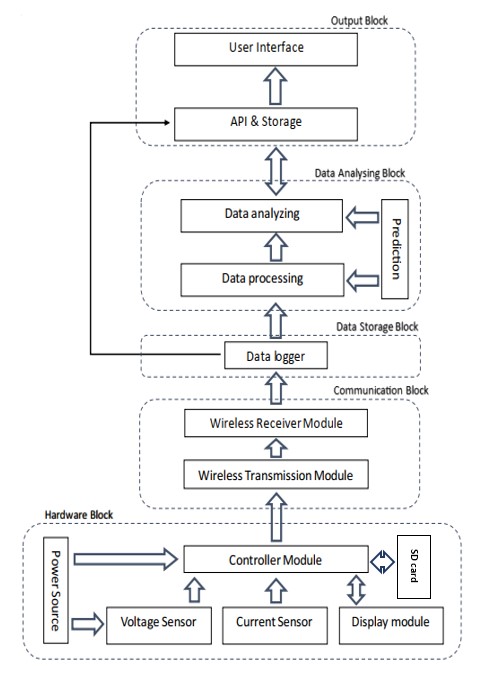 Output Block
User Interface
API & Storage
Data Analysing Block
Data analyzing
Prediction
Data processing
Data Storage Block
Data logger
Communication Block
Wireless Receiver Module
Wireless Transmission Module
Hardware Block
Power Source
Controller Module
SD card
Voltage Sensor
Current Sensor
Display module